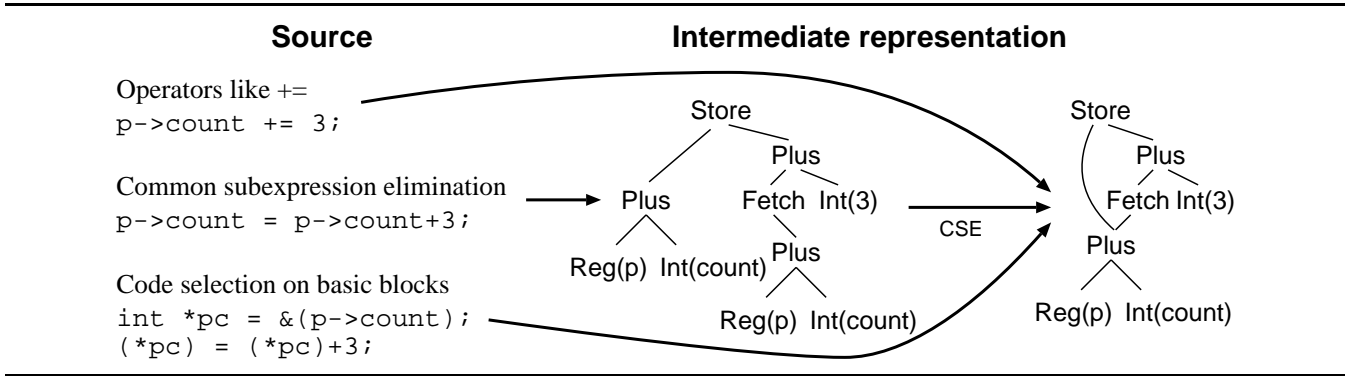 Source
Intermediate representation
Operators like +=
p->count += 3;
Common subexpression elimination
p->count = p->count+3;
Code selection on basic blocks
int *pc = &(p->count);
(*pc) = (*pc)+3;
Store
Plus
Plus
Fetch Int(3)
Reg(p) Int(count)
Plus
Reg(p) Int(count)
CSE
Store
Plus
Fetch Int(3)
Plus
Reg(p) Int(count)